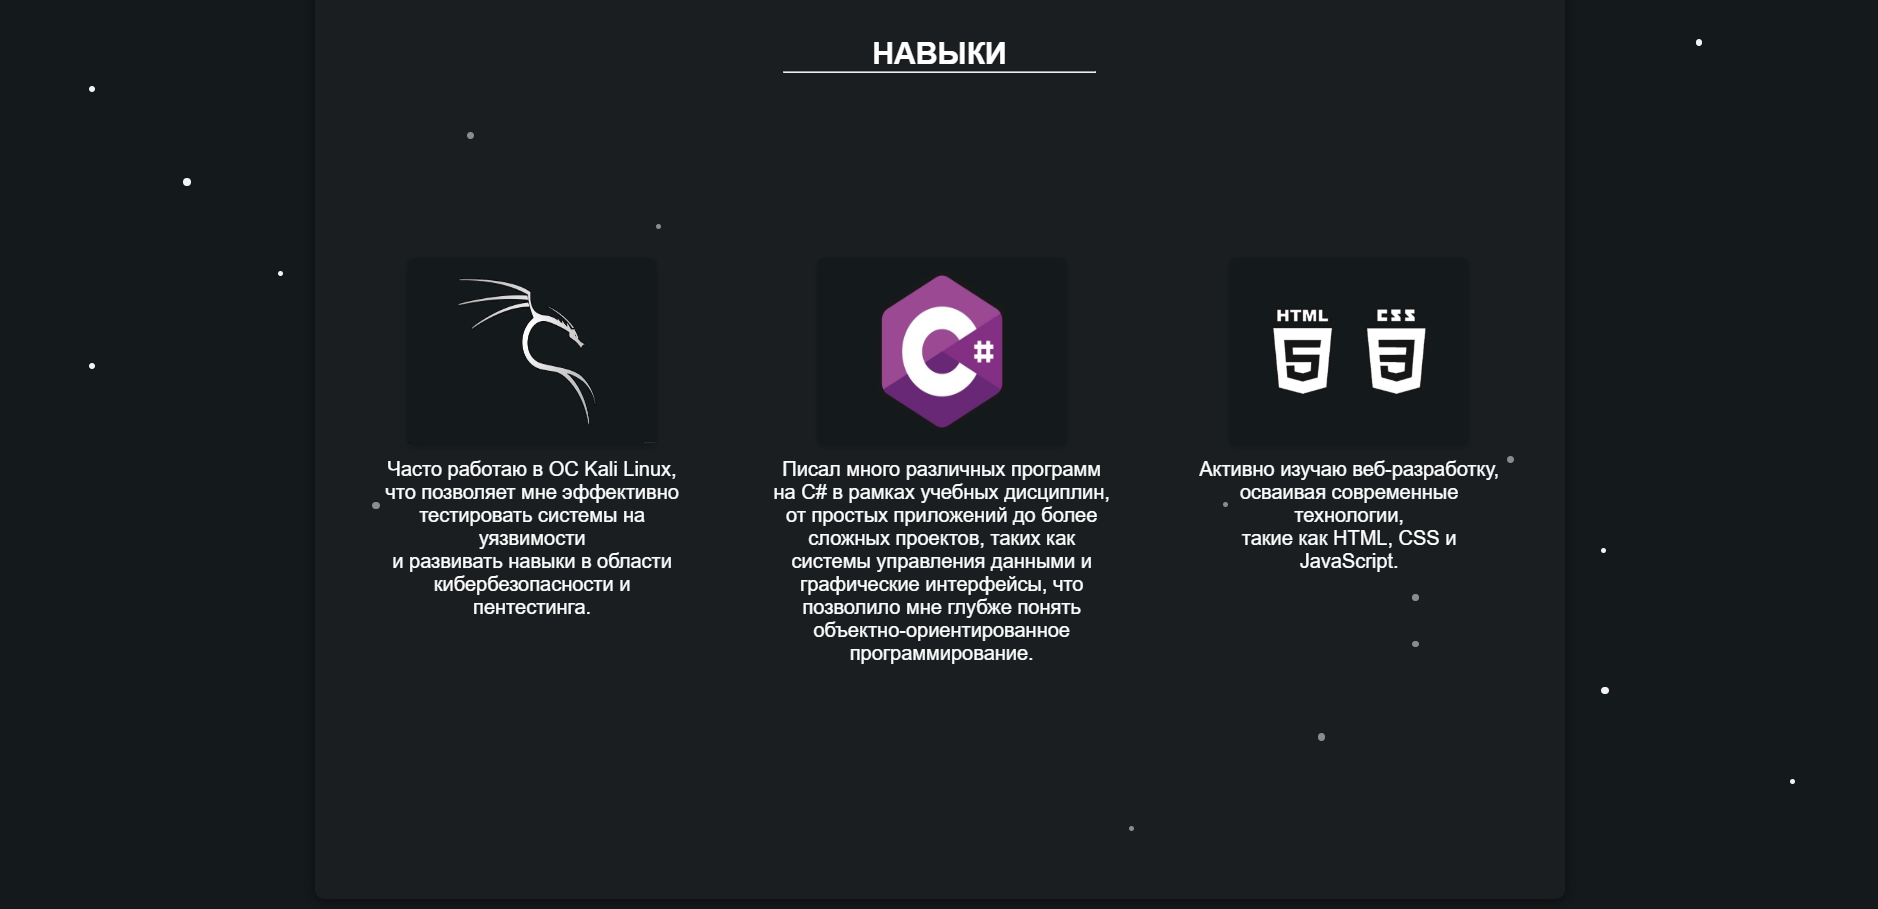 НАВЫКИ
Часто работаю в ОС Kali Linux,
что позволяет мне эффективно
тестировать системы на
уязвимости
и развивать навыки в области
кибербезопасности и
пентестинга.
C#
Писал много различных программ
на C# в рамках учебных дисциплин,
от простых приложений до более
сложных проектов, таких как
системы управления данными и
графические интерфейсы, что
позволило мне глубже понять
объектно-ориентированное
программирование.
HTML CSS
5 3
Активно изучаю веб-разработку,
осваивая современные
технологии,
такие как HTML, CSS и
JavaScript.